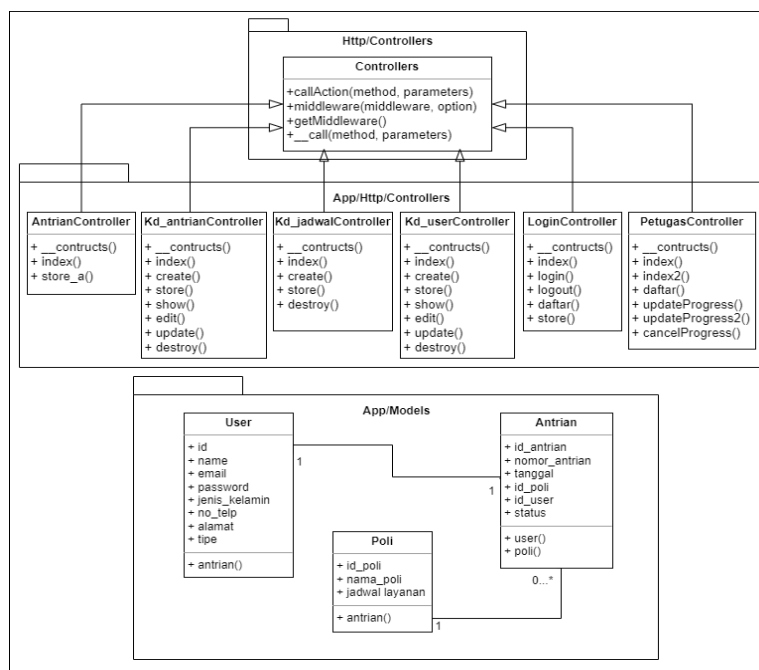 Http/Controllers
Controllers
+callAction(method, parameters)
+middleware(middleware, option)
+getMiddleware()
+__call(method, parameters)
App/Http/Controllers
AntrianController
+ __contructs()
+ index()
+ store_a()
Kd_antrianController
+ __contructs()
+ index()
+ create()
+ store()
+ show()
+ edit()
+ update()
+ destroy()
Kd_jadwalController
+ __contructs()
+ index()
+ create()
+ store()
+ destroy()
Kd_userController
+ __contructs()
+ index()
+ create()
+ store()
+ show()
+ edit()
+ update()
+ destroy()
LoginController
+ __contructs()
+ index()
+ login()
+ logout()
+ daftar()
+ store()
PetugasController
+ __contructs()
+ index()
+ index2()
+ daftar()
+ updateProgress()
+ updateProgress2()
+ cancelProgress()
App/Models
User
+ id
+ name
+ email
+ password
+ jenis_kelamin
+ no_telp
+ alamat
+ tipe
+ antrian()
1
1
Antrian
+ id_antrian
+ nomor_antrian
+ tanggal
+ id_poli
+ id_user
+ status
+ user()
+ poli()
0...*
Poli
+ id_poli
+ nama_poli
+ jadwal layanan
+ antrian()
1